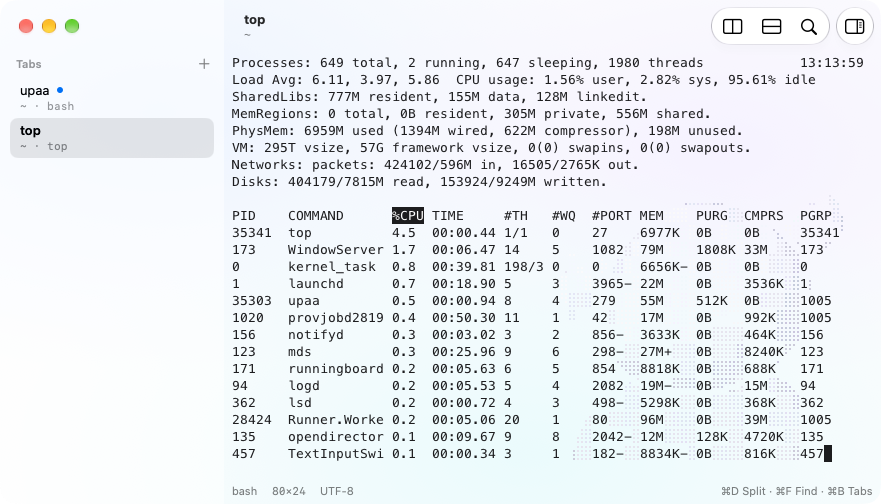 top
~
Tabs
upaa
~ · bash
top
~ · top
Processes: 649 total, 2 running, 647 sleeping, 1980 threads 13:13:59
Load Avg: 6.11, 3.97, 5.86 CPU usage: 1.56% user, 2.82% sys, 95.61% idle
SharedLibs: 777M resident, 155M data, 128M linkedit.
MemRegions: 0 total, 0B resident, 305M private, 556M shared.
PhysMem: 6959M used (1394M wired, 622M compressor), 198M unused.
VM: 295T vsize, 57G framework vsize, 0(0) swapins, 0(0) swapouts.
Networks: packets: 424102/596M in, 16505/2765K out.
Disks: 404179/7815M read, 153924/9249M written.
PID COMMAND %CPU TIME #TH #WQ #PORT MEM PURG CMPRS PGRP
35341 top 4.5 00:00.44 1/1 0 27 6977K 0B 0B 35341
173 WindowServer 1.7 00:06.47 14 5 1082 79M 1808K 33M 173
0 kernel_task 0.8 00:39.81 198/3 0 0 6656K- 0B 0B 0
1 launchd 0.7 00:18.90 5 3 3965- 22M 0B 3536K 1
35303 upaa 0.5 00:00.94 8 4 279 55M 512K 0B 1005
1020 provjobd2819 0.4 00:50.30 11 1 42 17M 0B 992K 1005
156 notifyd 0.3 00:03.02 3 2 856- 3633K 0B 464K 156
123 mds 0.3 00:25.96 9 6 298- 27M+ 0B 8240K 123
171 runningboard 0.2 00:05.63 6 5 854 8818K 0B 688K 171
94 logd 0.2 00:05.53 5 4 2082 19M- 0B 15M 94
362 lsd 0.2 00:00.72 4 3 498- 5298K 0B 368K 362
28424 Runner.Worke 0.2 00:05.06 20 1 80 96M 0B 39M 1005
135 opendirector 0.1 00:09.67 9 8 2042- 12M 128K 4720K 135
457 TextInputSwi 0.1 00:00.34 3 1 182- 8834K- 0B 816K 457
bash 80×24 UTF-8 ⌘D Split · ⌘F Find · ⌘B Tabs